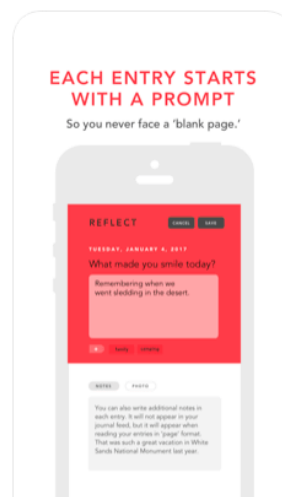 EACH ENTRY STARTS
WITH A PROMPT
So you never face a ‘blank page.’
REFLECT
CANCEL
SAVE
TUESDAY, JANUARY 4, 2017
What made you smile today?
Remembering when we
went sledding in the desert.
NOTES
PHOTO
You can also write additional notes in
each entry. It will not appear in your
journal feed, but it will appear when
reading your entries in ‘page’ format.
That was such a great vacation in White
Sands National Monument last year.